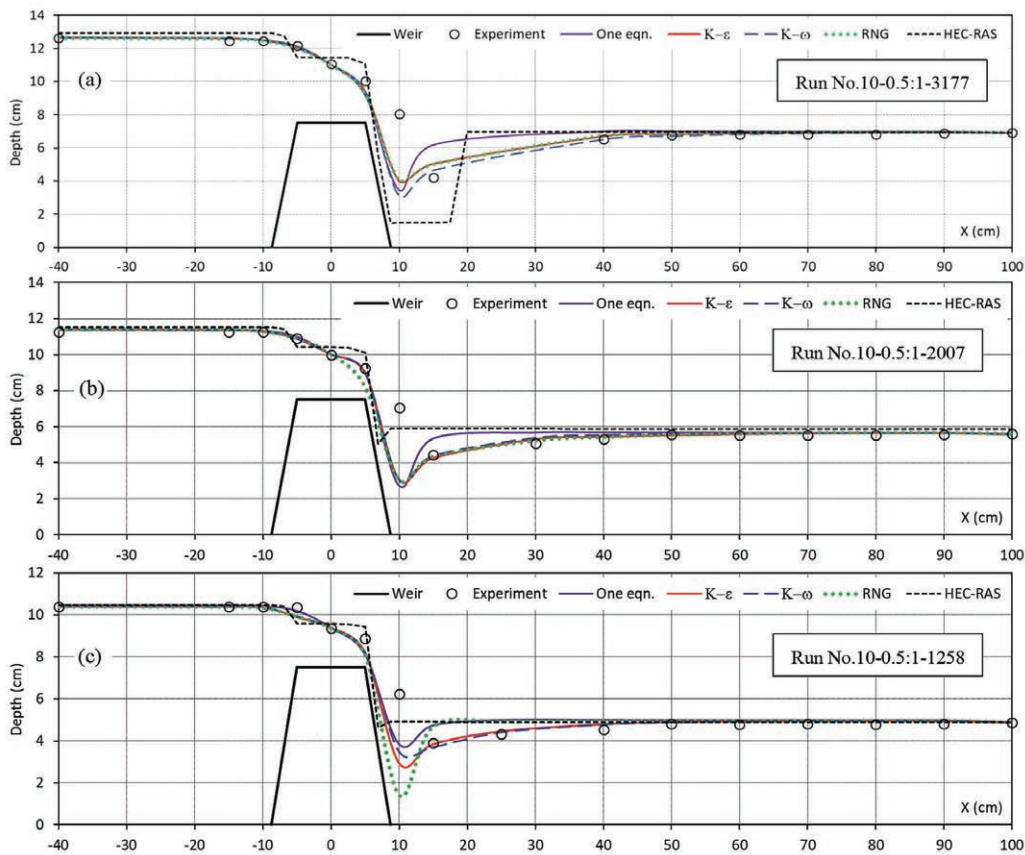 14
12
10
8
6
4
2
0
Depth (cm)
Weir Experiment One eqn. K−ε K−ω RNG HEC-RAS
(a)
Run No.10-0.5:1-3177
X (cm)
-40 -30 -20 -10 0 10 20 30 40 50 60 70 80 90 100
14
12
10
8
6
4
2
0
Depth (cm)
Weir Experiment One eqn. K−ε K−ω RNG HEC-RAS
(b)
Run No.10-0.5:1-2007
X (cm)
-40 -30 -20 -10 0 10 20 30 40 50 60 70 80 90 100
12
10
8
6
4
2
0
Depth (cm)
Weir Experiment One eqn. K−ε K−ω RNG HEC-RAS
(c)
Run No.10-0.5:1-1258
X (cm)
-40 -30 -20 -10 0 10 20 30 40 50 60 70 80 90 100